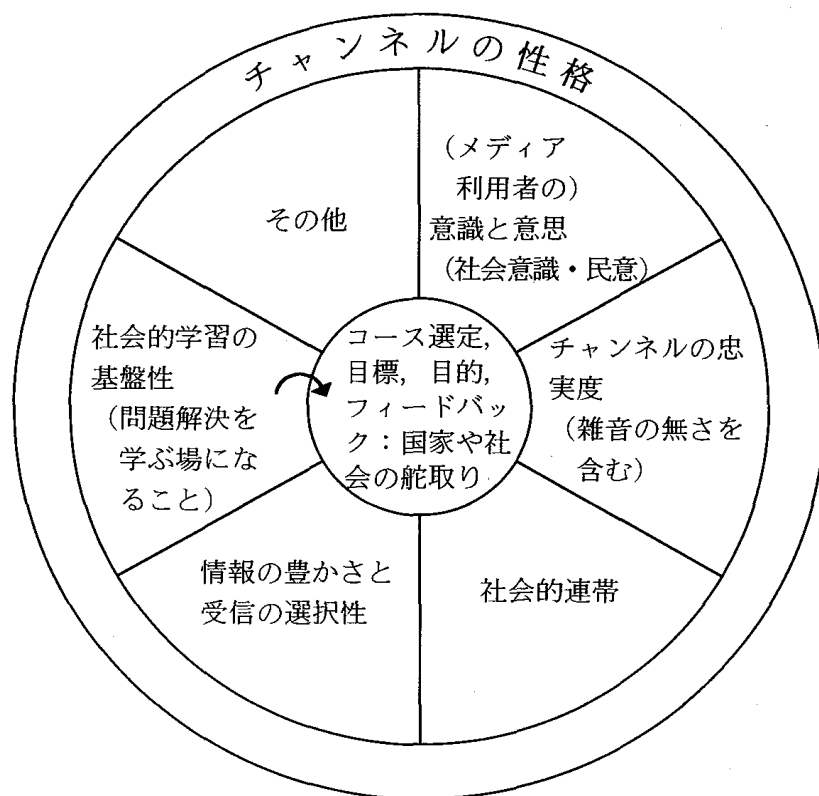 チャンネルの性格
(メディア
利用者の)
意識と意思
(社会意識・民意)
チャンネルの忠
実度
(雑音の無さを
含む)
社会的連帯
情報の豊かさと
受信の選択性
社会的学習の
基盤性
(問題解決を
学ぶ場にな
ること)
その他
コース選定,
目標, 目的,
フィードバッ
ク:国家や社
会の舵取り